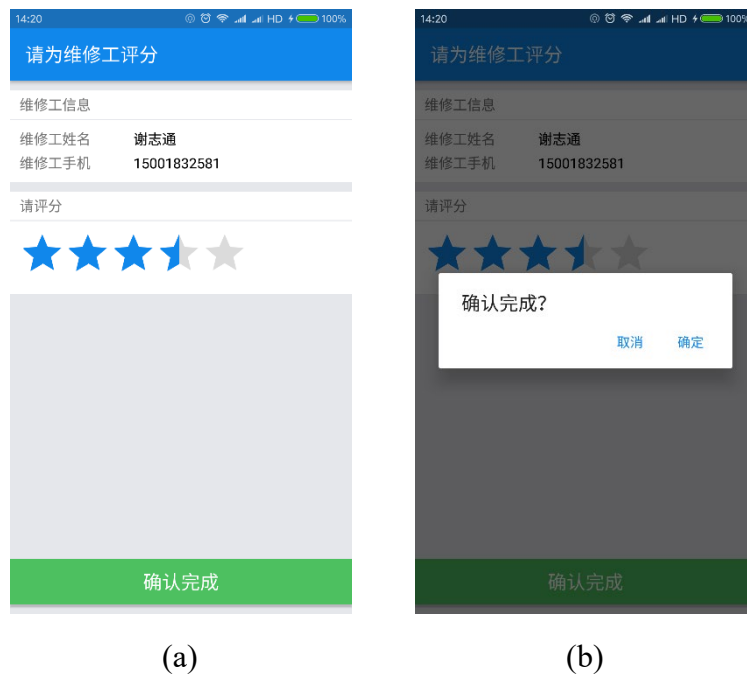 14:20 HD 100%
请为维修工评分
维修工信息
维修工姓名 谢志通
维修工手机 15001832581
请评分
确认完成
(a)
14:20 HD 100%
请为维修工评分
维修工信息
维修工姓名 谢志通
维修工手机 15001832581
请评分
确认完成?
取消 确定
确认完成
(b)